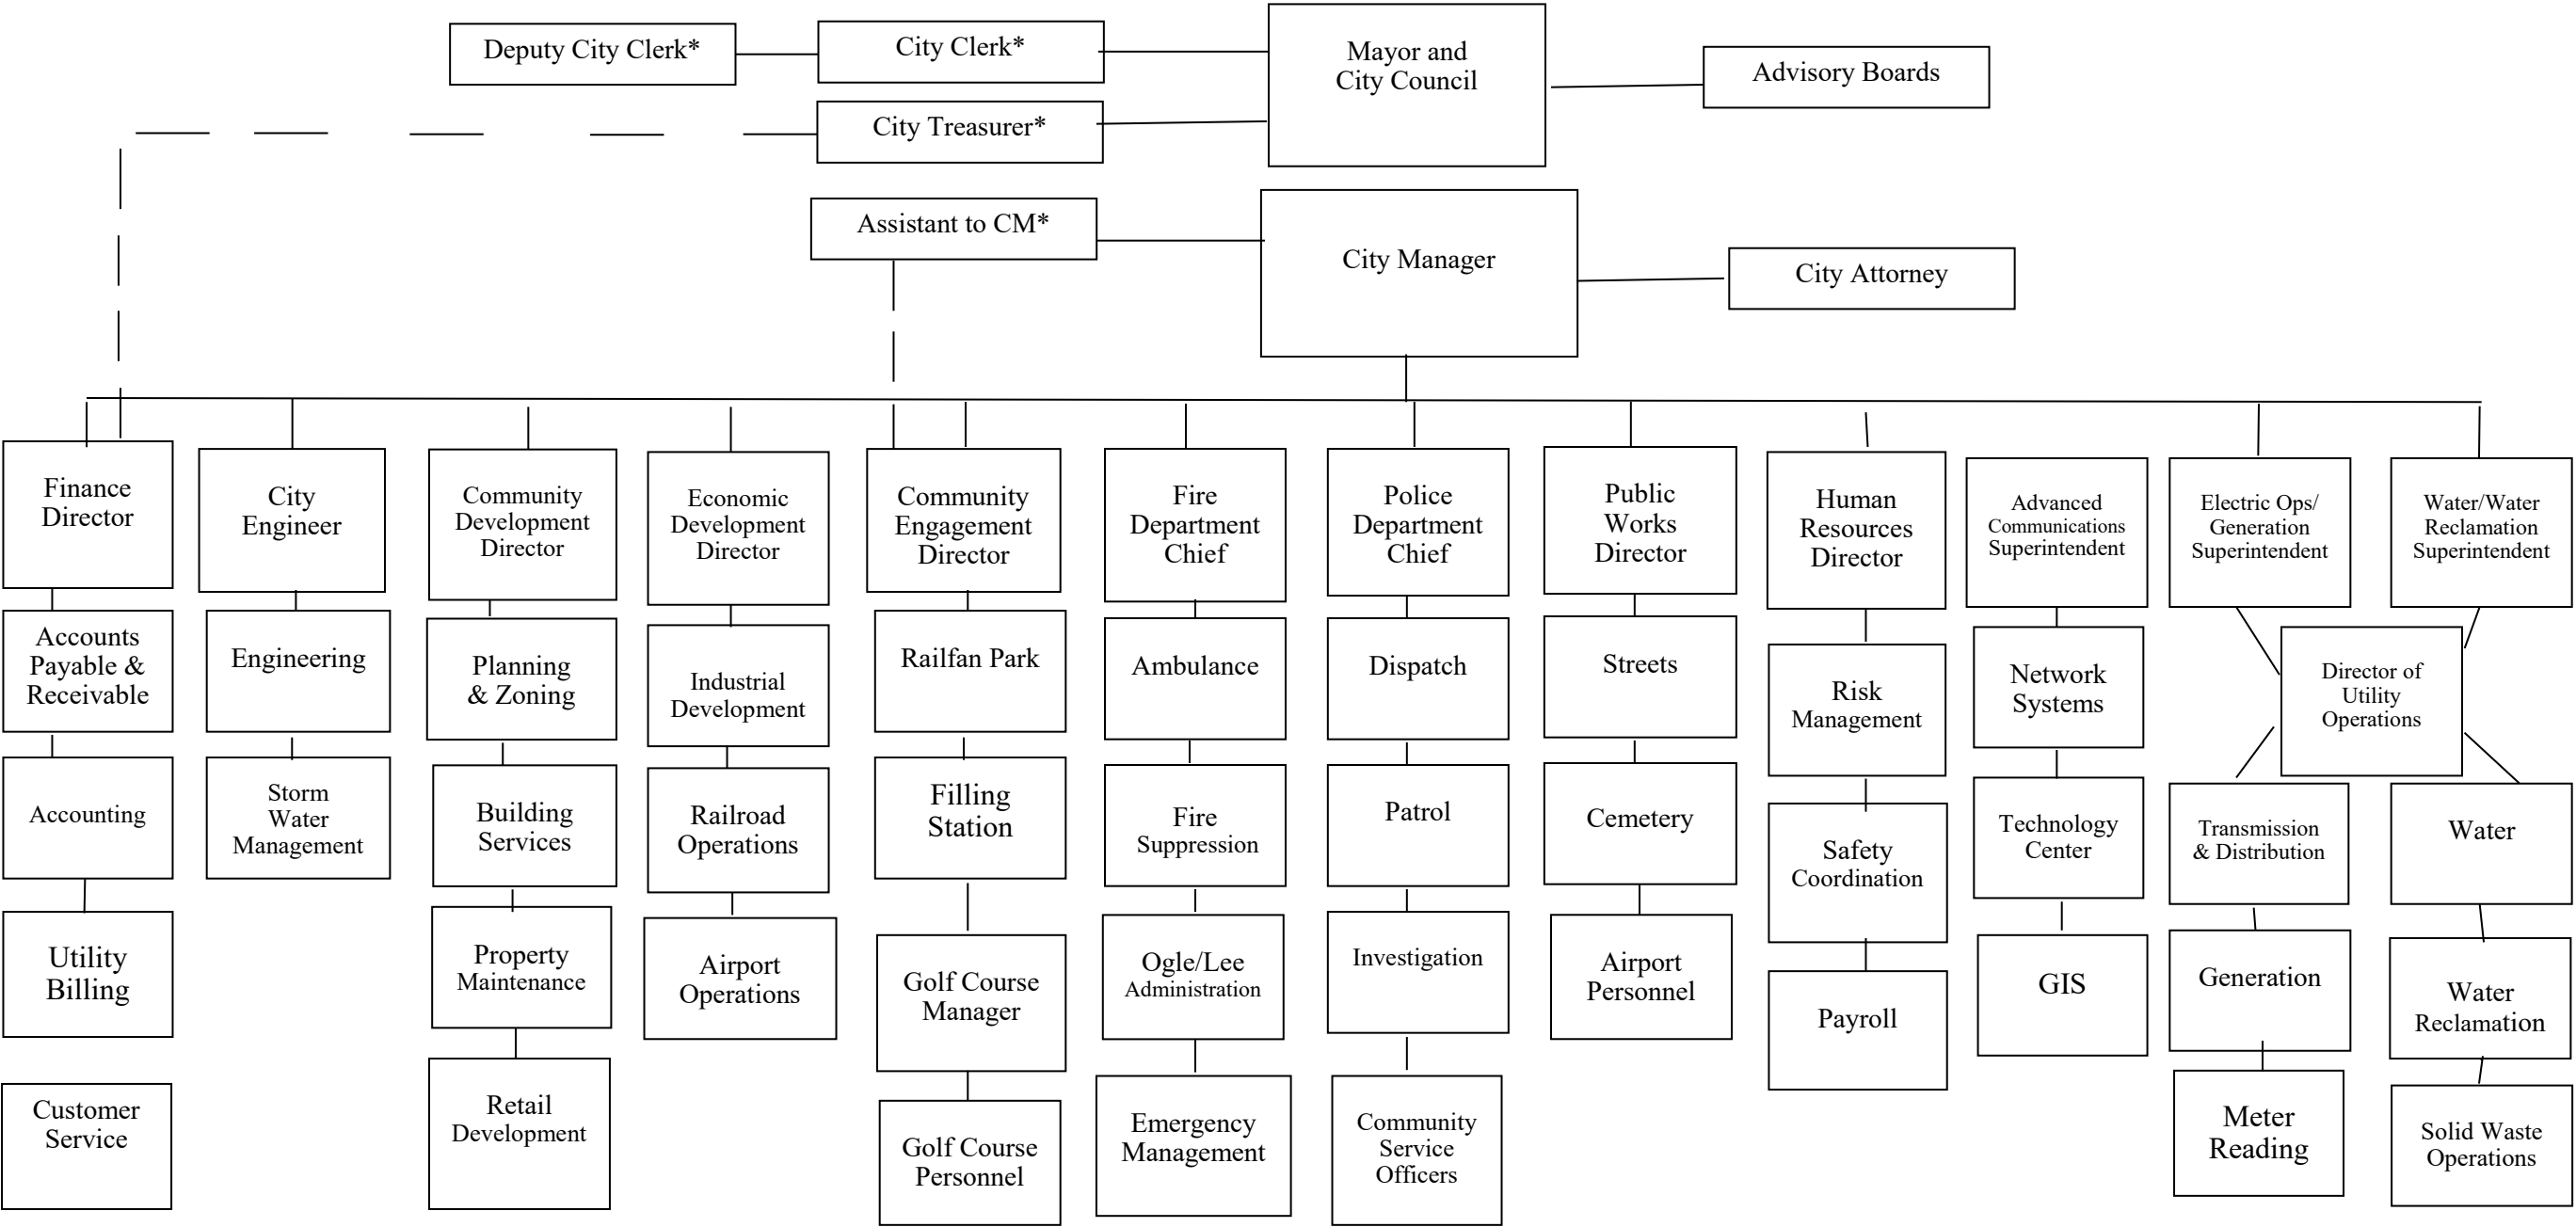 Deputy City Clerk*
City Clerk*
Mayor and
City Council
Advisory Boards
City Treasurer*
Assistant to CM*
City Manager
City Attorney
Finance
Director
City
Engineer
Community
Development
Director
Economic
Development
Director
Community
Engagement
Director
Fire
Department
Chief
Police
Department
Chief
Public
Works
Director
Human
Resources
Director
Advanced
Communications
Superintendent
Electric Ops/
Generation
Superintendent
Water/Water
Reclamation
Superintendent
Accounts
Payable &
Receivable
Engineering
Planning
& Zoning
Industrial
Development
Railfan Park
Ambulance
Dispatch
Streets
Risk
Management
Network
Systems
Director of
Utility
Operations
Accounting
Storm
Water
Management
Building
Services
Railroad
Operations
Filling
Station
Fire
Suppression
Patrol
Cemetery
Safety
Coordination
Technology
Center
Transmission
& Distribution
Water
Utility
Billing
Property
Maintenance
Airport
Operations
Golf Course
Manager
Ogle/Lee
Administration
Investigation
Airport
Personnel
Payroll
GIS
Generation
Water
Reclamation
Customer
Service
Retail
Development
Golf Course
Personnel
Emergency
Management
Community
Service
Officers
Meter
Reading
Solid Waste
Operations